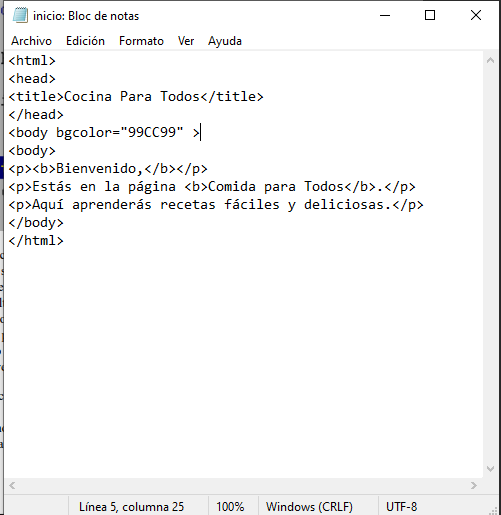 inicio: Bloc de notas
Archivo Edición Formato Ver Ayuda
<html>
<head>
<title>Cocina Para Todos</title>
</head>
<body bgcolor="99CC99" >
<body>
<p><b>Bienvenido,</b></p>
<p>Estás en la página <b>Comida para Todos</b>.</p>
<p>Aquí aprenderás recetas fáciles y deliciosas.</p>
</body>
</html>
Línea 5, columna 25 100% Windows (CRLF) UTF-8